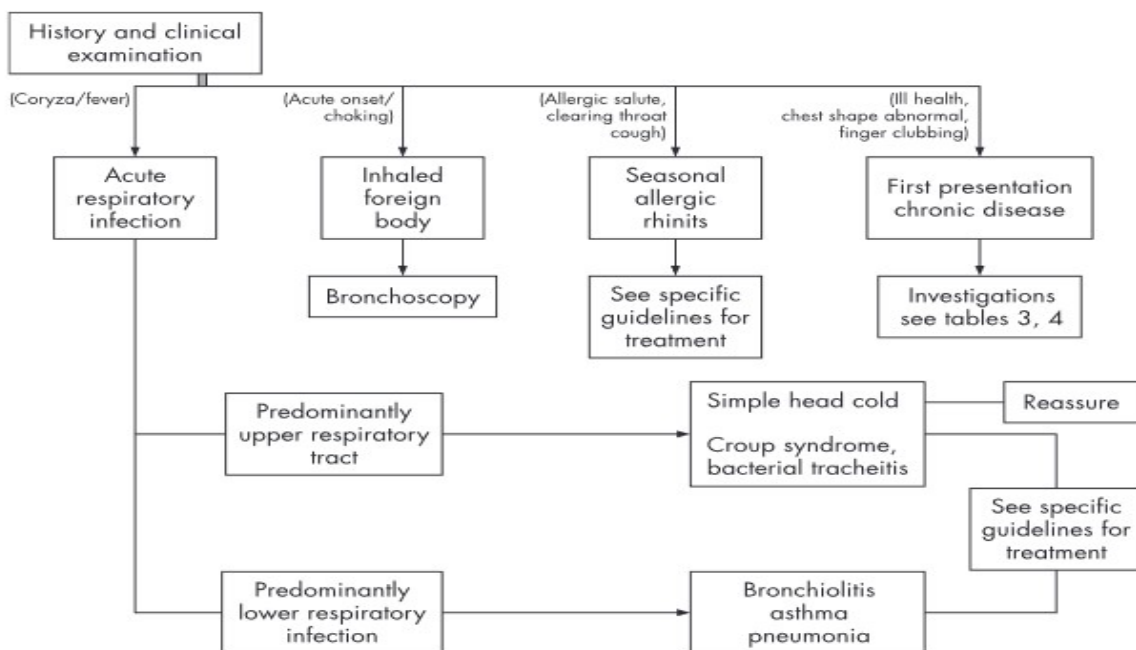 History and clinical
examination
(Coryza/fever)
(Acute onset/
choking)
(Allergic salute,
clearing throat
cough)
(Ill health,
chest shape abnormal,
finger clubbing)
Acute
respiratory
infection
Inhaled
foreign
body
Seasonal
allergic
rhinits
First presentation
chronic disease
Bronchoscopy
See specific
guidelines for
treatment
Investigations
see tables 3, 4
Predominantly
upper respiratory
tract
Simple head cold
Croup syndrome,
bacterial tracheitis
Reassure
See specific
guidelines for
treatment
Predominantly
lower respiratory
infection
Bronchiolitis
asthma
pneumonia